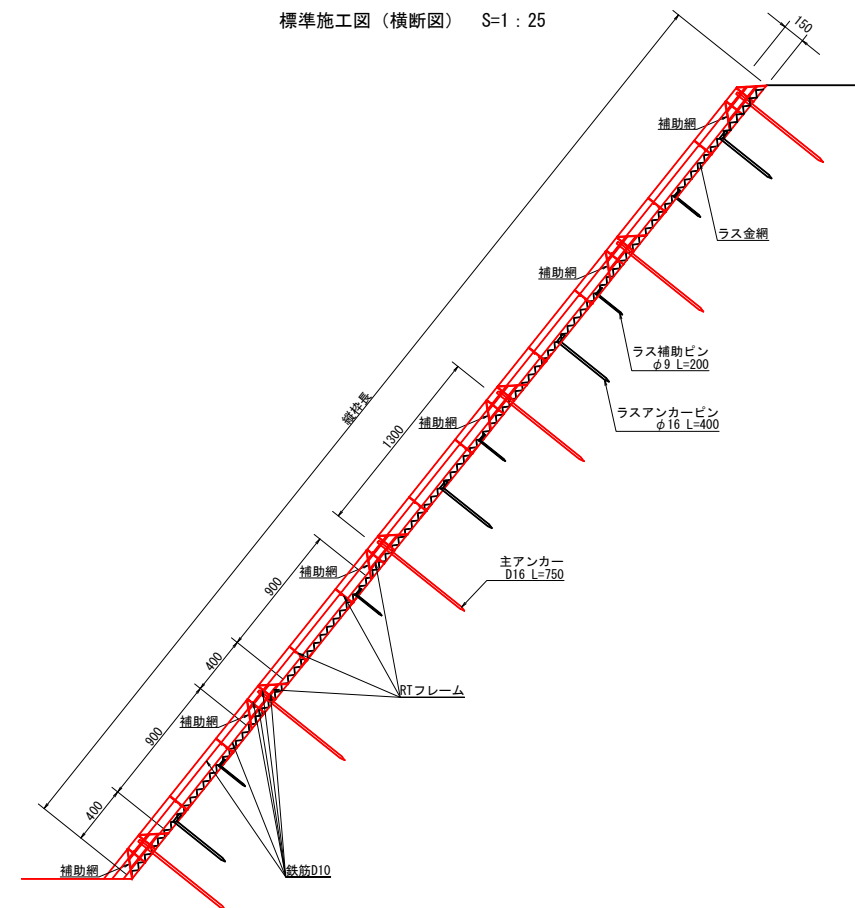 標準施工図（横断図）　S=1：25
150
補助網
ラス金網
補助網
ラス補助ピン
φ9 L=200
ラスアンカーピン
φ16 L=400
縦枠長
1300
補助網
主アンカー
D16 L=750
900
補助網
400
RTフレーム
900
補助網
400
補助網
鉄筋D10